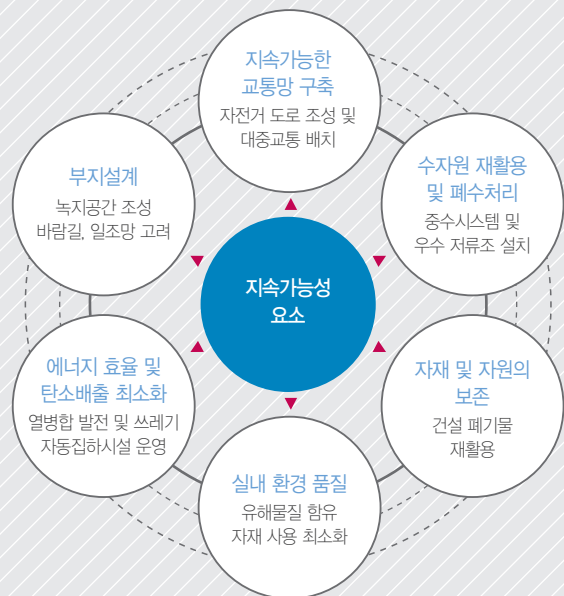 지속가능한
교통망 구축
자전거 도로 조성 및
대중교통 배치
부지설계
녹지공간 조성
바람길, 일조망 고려
수자원 재활용
및 폐수처리
중수시스템 및
우수 저류조 설치
지속가능성
요소
에너지 효율 및
탄소배출 최소화
열병합 발전 및 쓰레기
자동집하시설 운영
자재 및 자원의
보존
건설 폐기물
재활용
실내 환경 품질
유해물질 함유
자재 사용 최소화